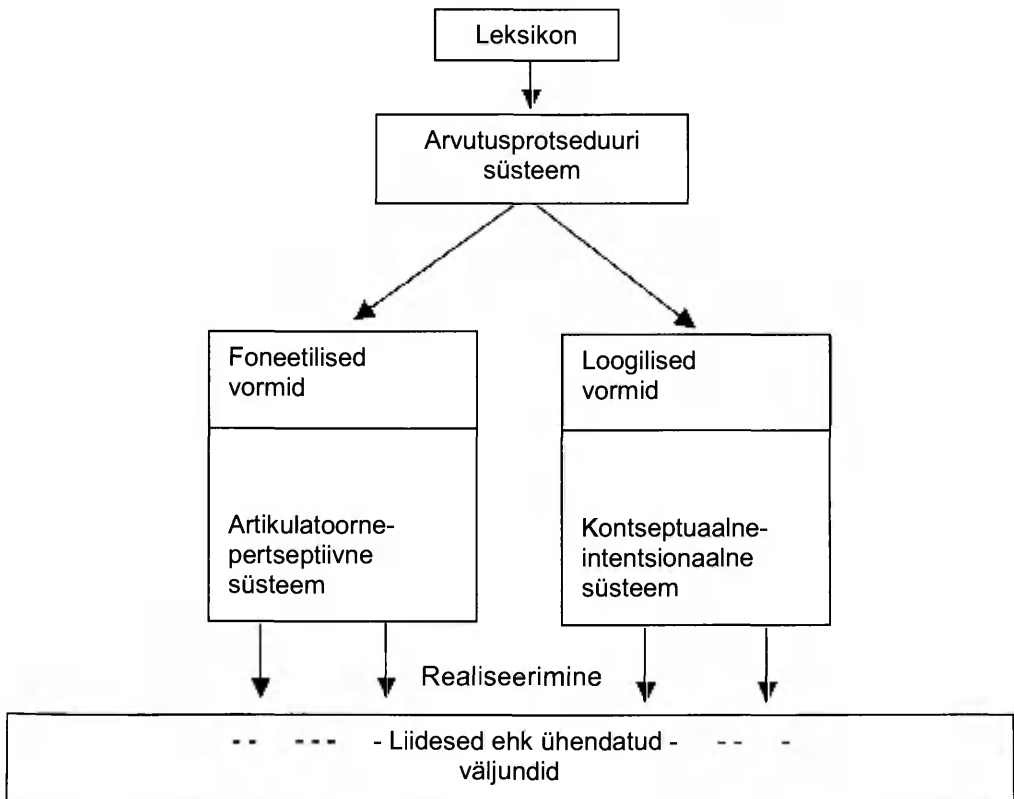 Leksikon
Arvutusprotseduuri
süsteem
Foneetilised
vormid
Loogilised
vormid
Artikulatoorne-
pertseptiivne
süsteem
Kontseptuaalne-
intentsionaalne
süsteem
Realiseerimine
-- --- - Liidesed ehk ühendatud - -- -
väljundid